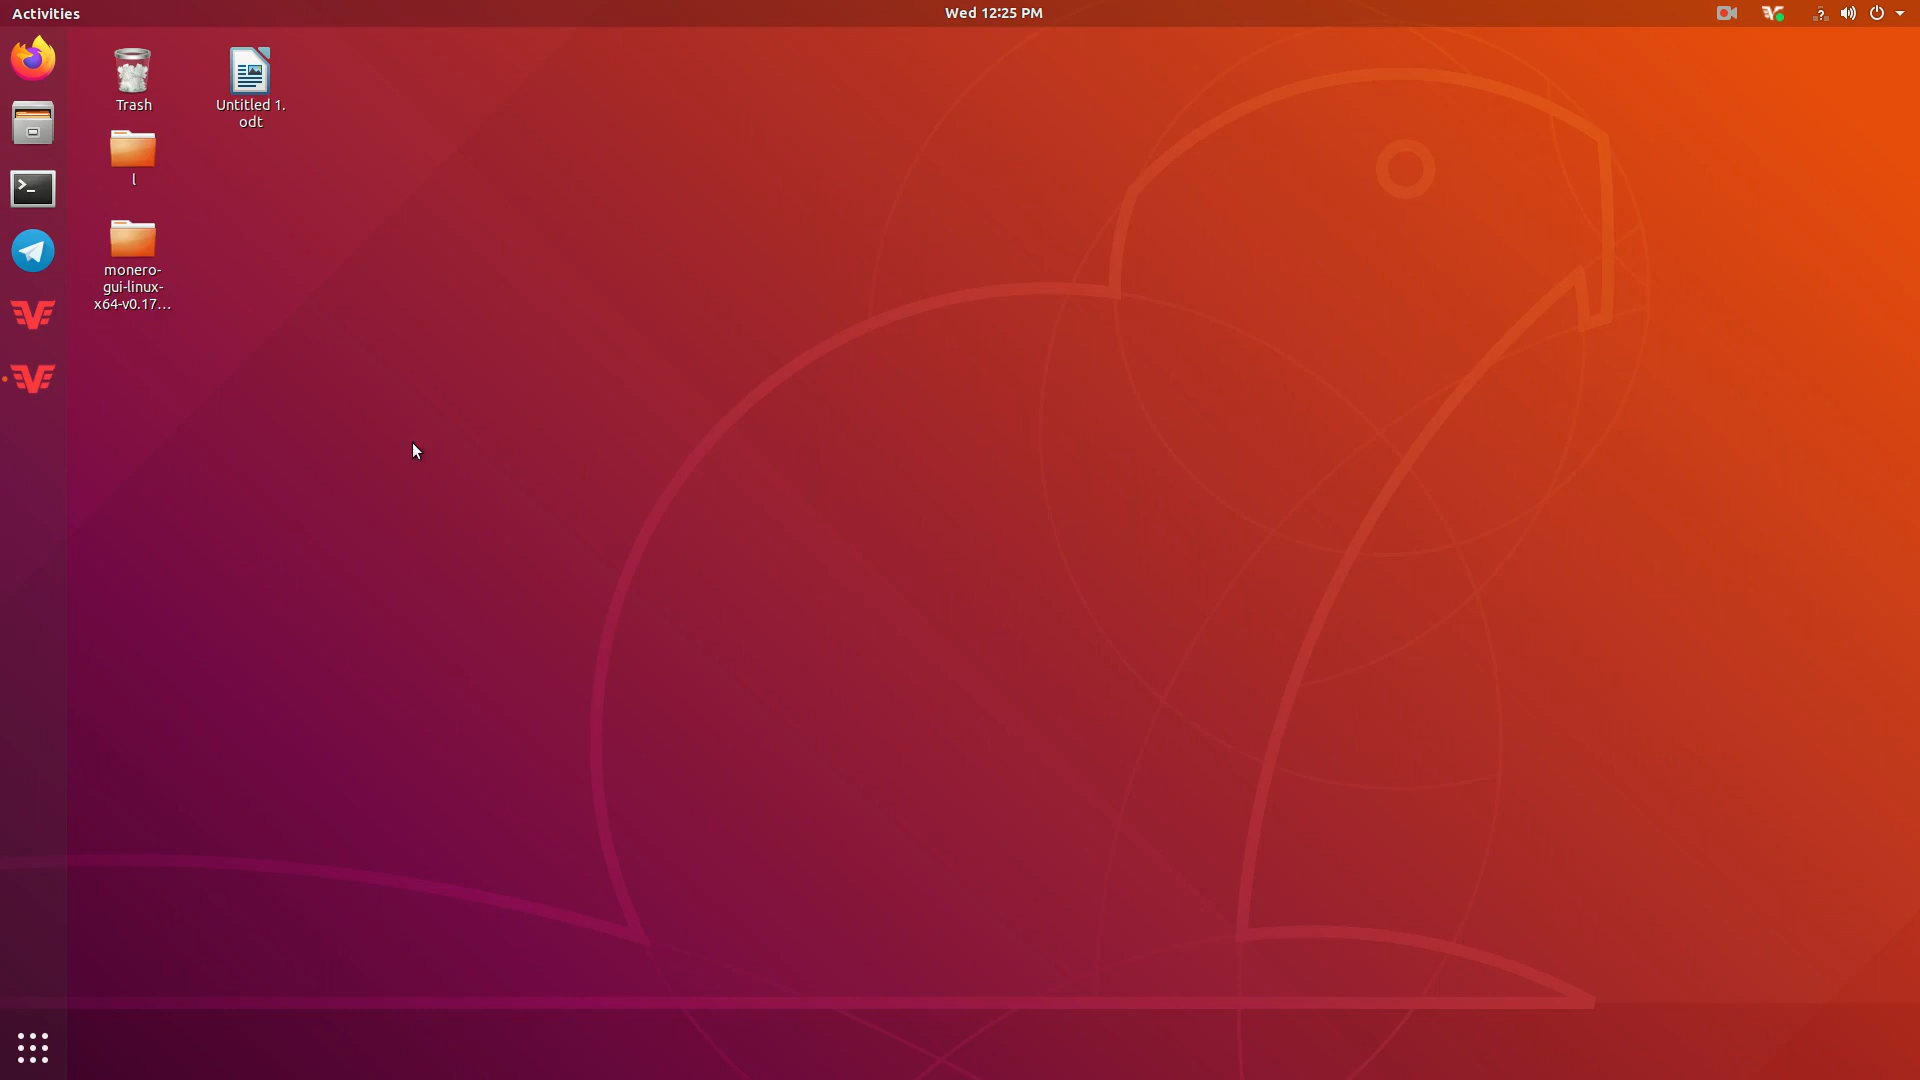 Activities
Wed 12:25 PM
Trash
Untitled 1.
odt
l
monero-
gui-linux-
x64-v0.17…